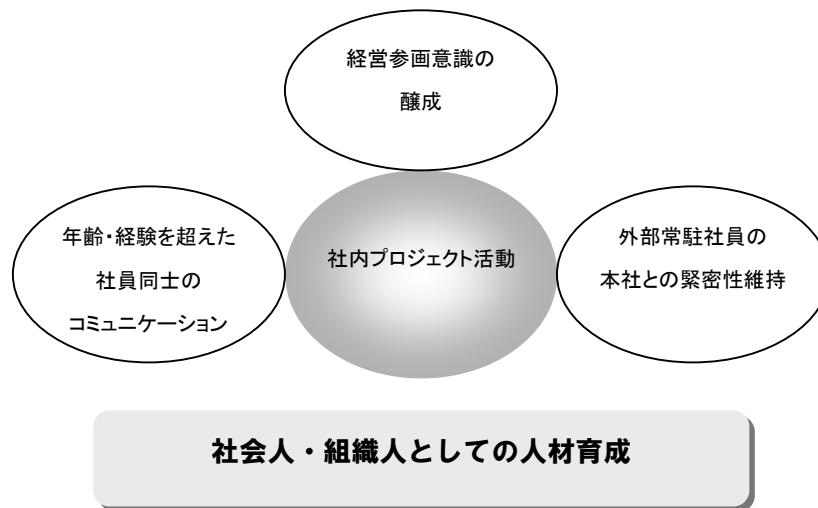 経営参画意識の
醸成
年齢・経験を超えた
社員同士の
コミュニケーション
社内プロジェクト活動
外部常駐社員の
本社との緊密性維持
社会人・組織人としての人材育成